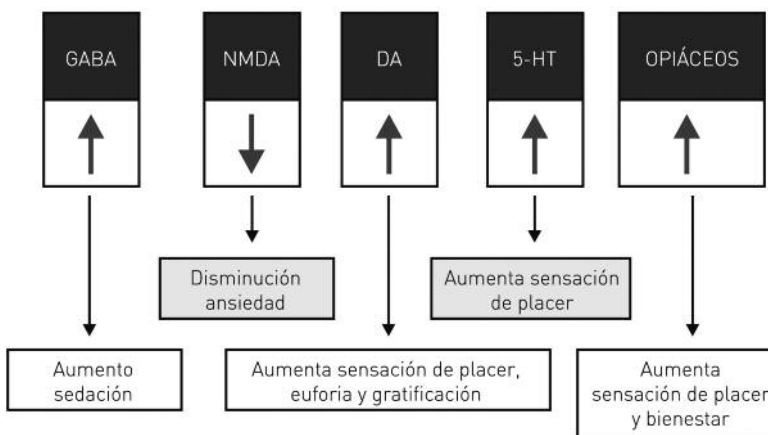 GABA
NMDA
DA
5-HT
OPIÁCEOS
Disminución
ansiedad
Aumenta sensación
de placer
Aumento
sedación
Aumenta sensación de placer,
euforia y gratificación
Aumenta
sensación de placer
y bienestar